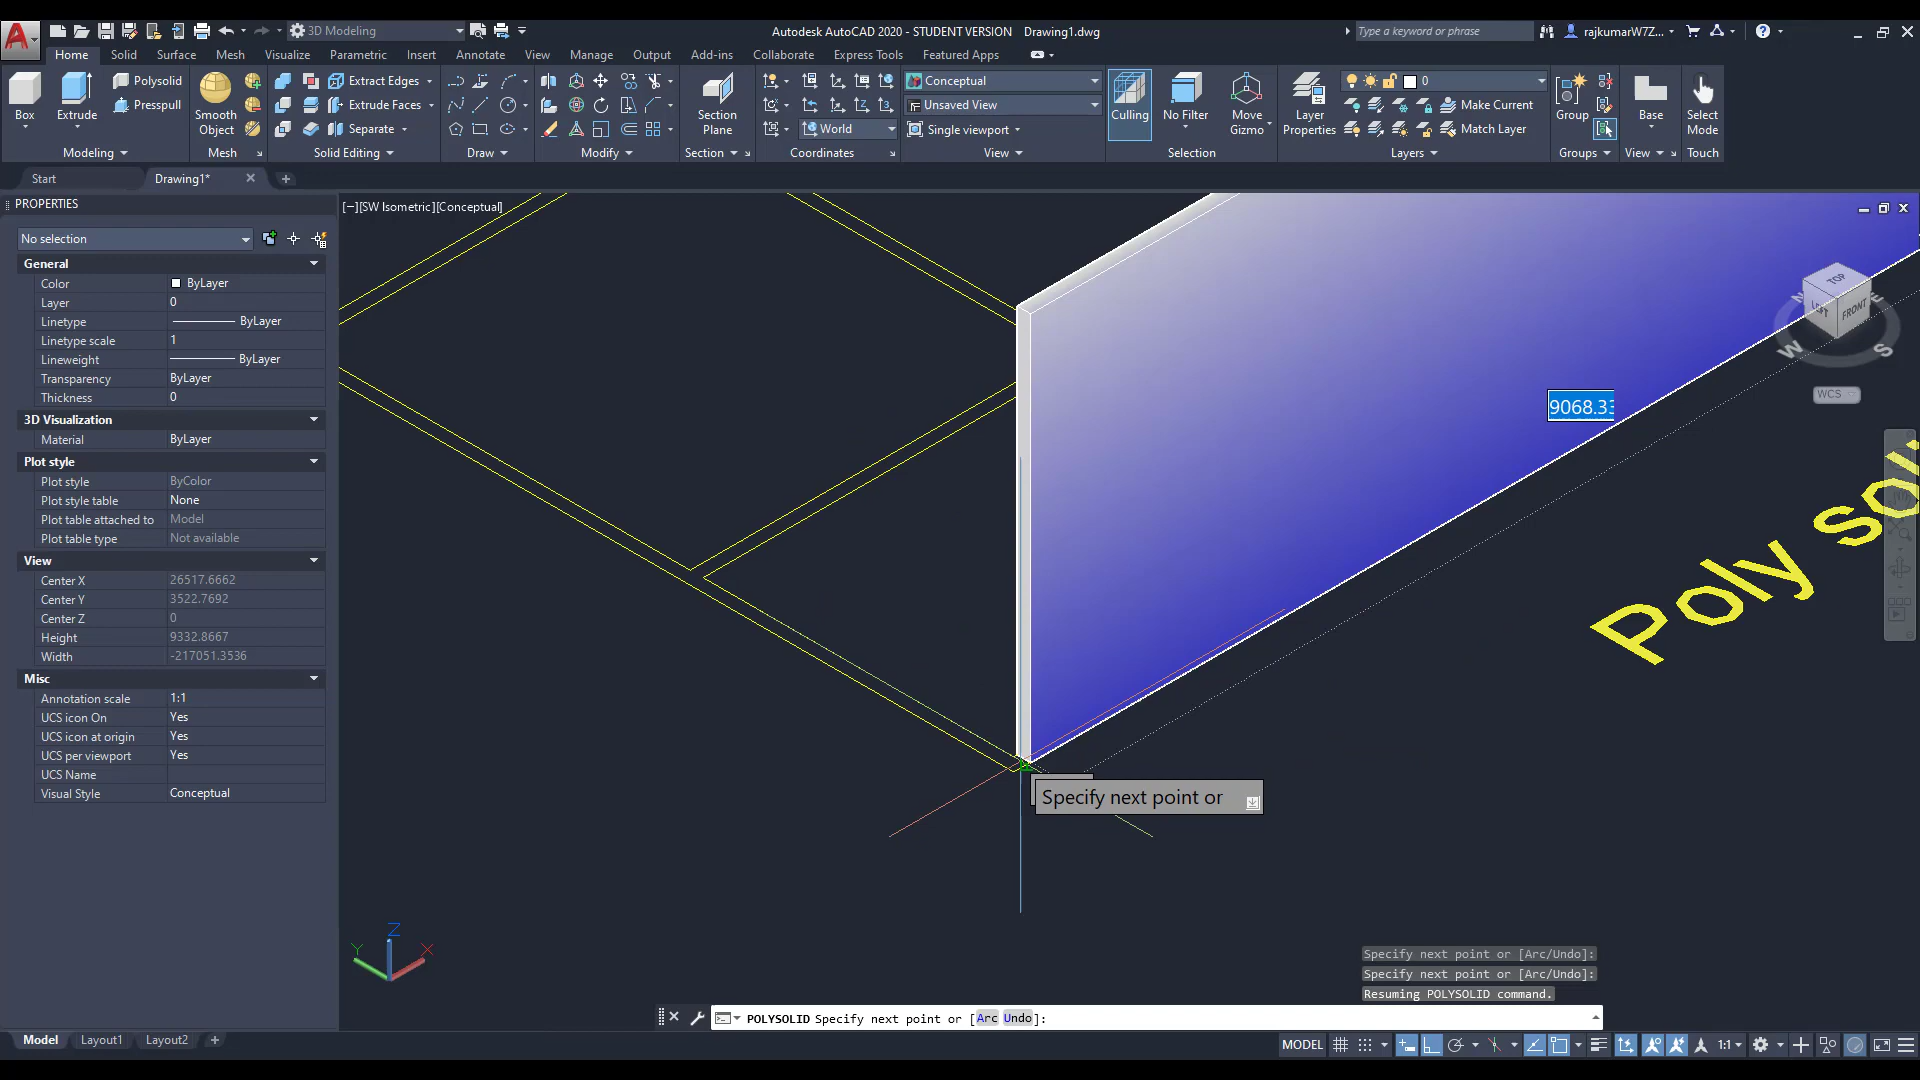 3D Modeling
Autodesk AutoCAD 2020 - STUDENT VERSION Drawing1.dwg
Type a keyword or phrase
rajkumarW7Z...
Home Solid Surface Mesh Visualize Parametric Insert Annotate View Manage Output Add-ins Collaborate Express Tools Featured Apps
Box
Extrude
Polysolid
Presspull
Modeling
Smooth Object
Mesh
Extract Edges
Extrude Faces
Separate
Solid Editing
Draw
Modify
Section Plane
Section
World
Coordinates
Conceptual
Unsaved View
Single viewport
View
Culling
No Filter
Move Gizmo
Selection
Layer Properties
0
Make Current
Match Layer
Layers
Group
Groups
Base
View
Select Mode
Touch
Start
Drawing1*
PROPERTIES
No selection
General
Color ByLayer
Layer 0
Linetype ByLayer
Linetype scale 1
Lineweight ByLayer
Transparency ByLayer
Thickness 0
3D Visualization
Material ByLayer
Plot style
Plot style ByColor
Plot style table None
Plot table attached to Model
Plot table type Not available
View
Center X 26517.6662
Center Y 3522.7692
Center Z 0
Height 9332.8667
Width -217051.3536
Misc
Annotation scale 1:1
UCS icon On Yes
UCS icon at origin Yes
UCS per viewport Yes
UCS Name
Visual Style Conceptual
[−][SW Isometric][Conceptual]
TOP
FRONT
W
S
WCS
9068.33
Poly so
Specify next point or
Z
Y
X
Specify next point or [Arc/Undo]:
Specify next point or [Arc/Undo]:
Resuming POLYSOLID command.
POLYSOLID Specify next point or [Arc Undo]:
Model Layout1 Layout2
MODEL
1:1